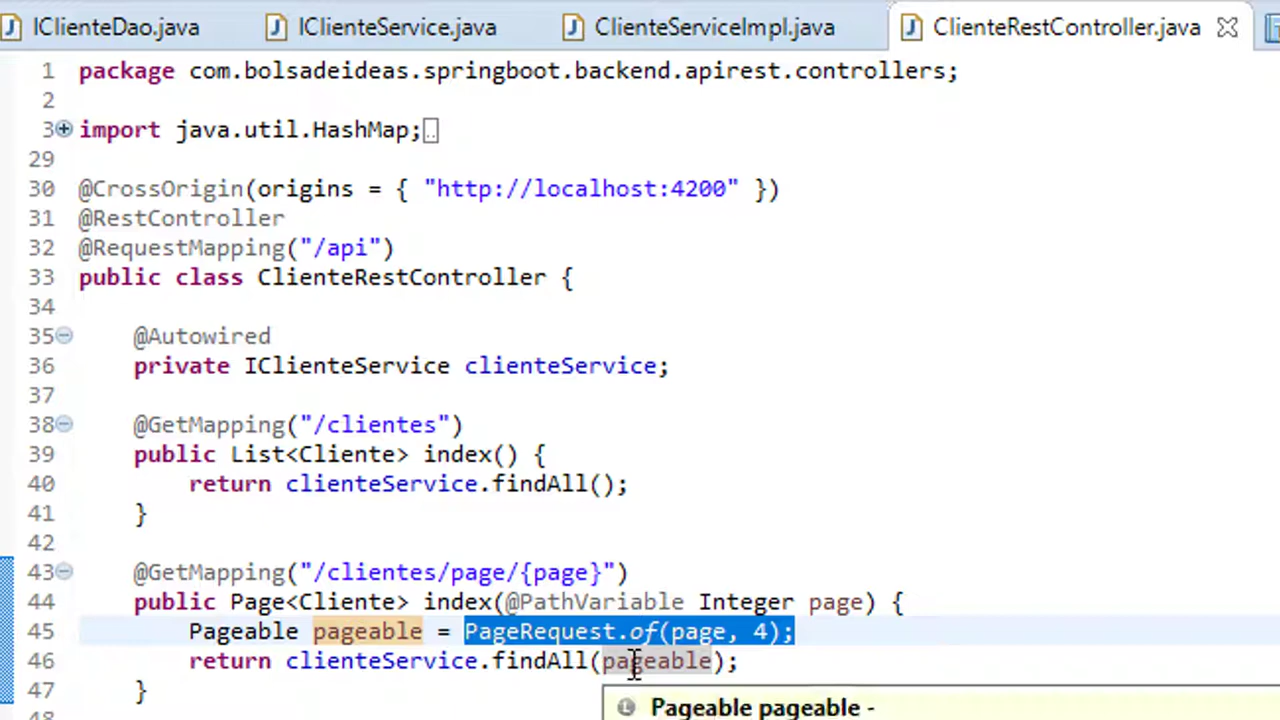 IClienteDao.java IClienteService.java ClienteServiceImpl.java ClienteRestController.java
1 package com.bolsadeideas.springboot.backend.apirest.controllers;
2
3 import java.util.HashMap;
29
30 @CrossOrigin(origins = { "http://localhost:4200" })
31 @RestController
32 @RequestMapping("/api")
33 public class ClienteRestController {
34
35 @Autowired
36 private IClienteService clienteService;
37
38 @GetMapping("/clientes")
39 public List<Cliente> index() {
40 return clienteService.findAll();
41 }
42
43 @GetMapping("/clientes/page/{page}")
44 public Page<Cliente> index(@PathVariable Integer page) {
45 Pageable pageable = PageRequest.of(page, 4);
46 return clienteService.findAll(pageable);
47 }
48
Pageable pageable -